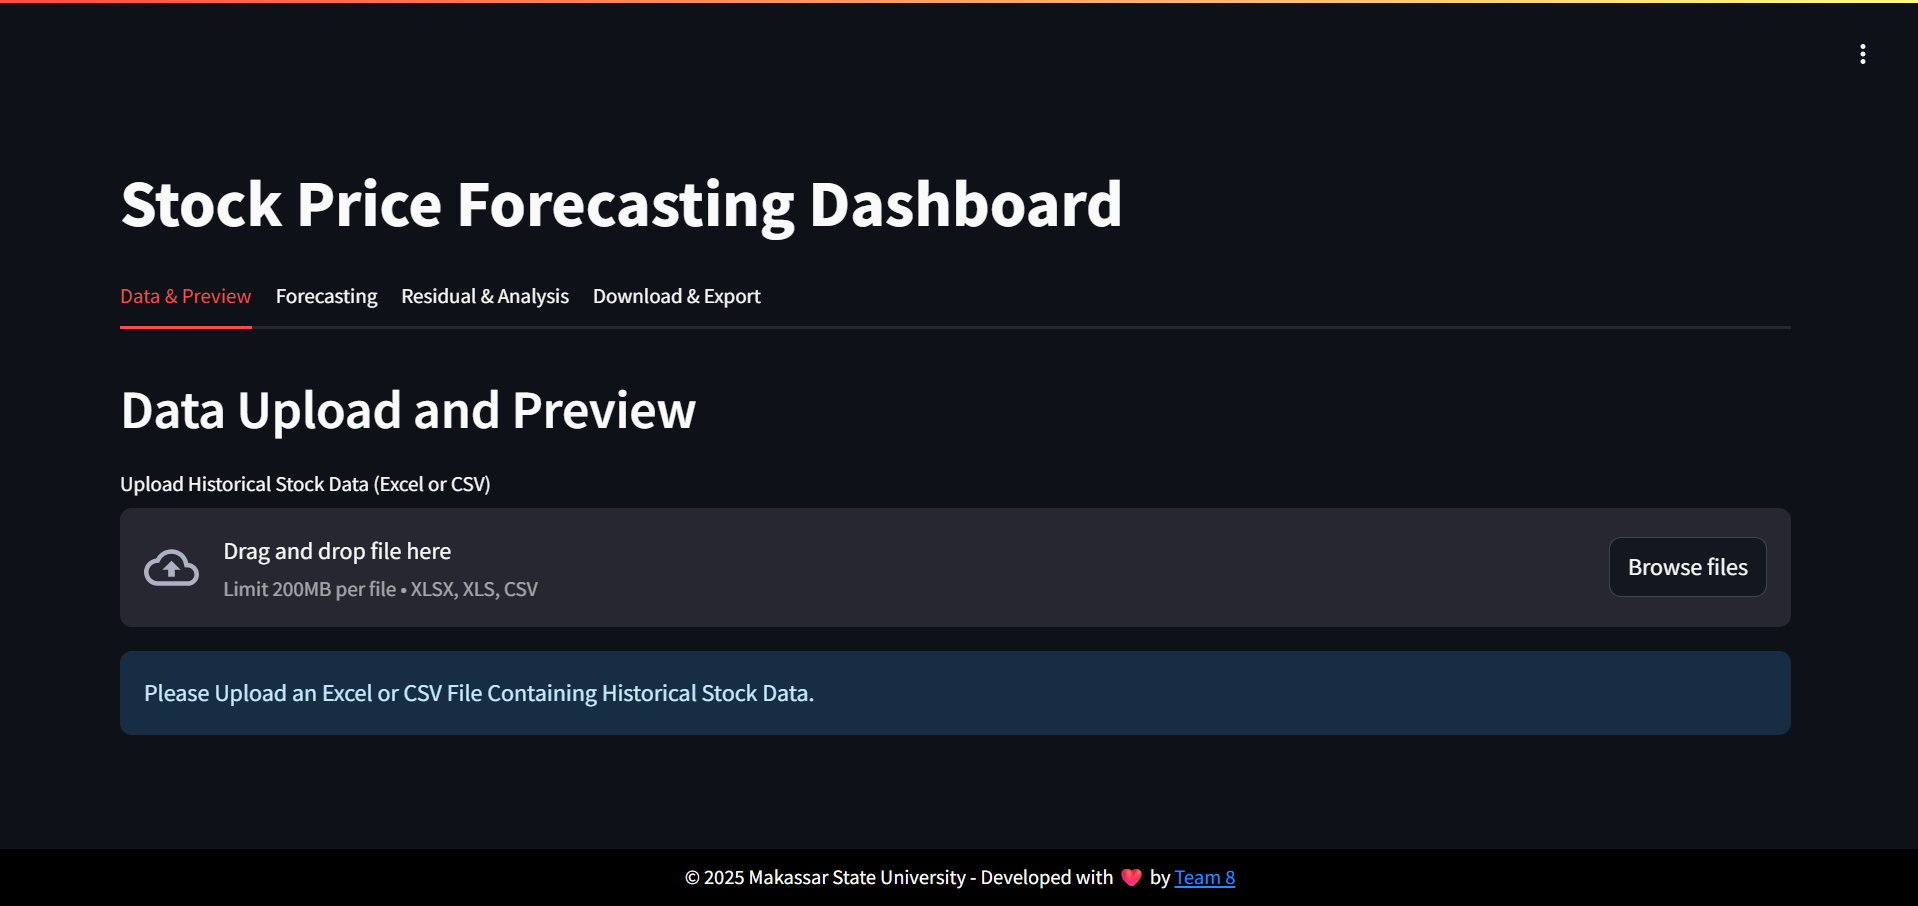 Stock Price Forecasting Dashboard
Data & Preview Forecasting Residual & Analysis Download & Export
Data Upload and Preview
Upload Historical Stock Data (Excel or CSV)
Drag and drop file here
Limit 200MB per file • XLSX, XLS, CSV
Browse files
Please Upload an Excel or CSV File Containing Historical Stock Data.
© 2025 Makassar State University - Developed with ❤️ by Team 8